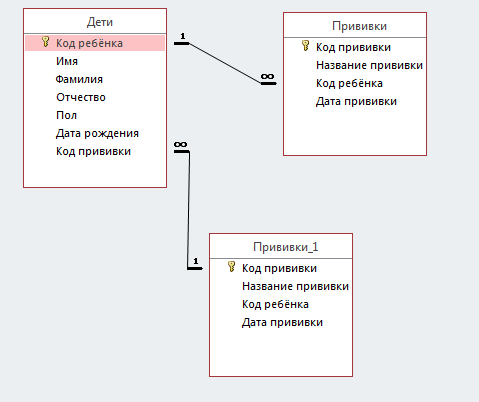 Дети
Код ребёнка
Имя
Фамилия
Отчество
Пол
Дата рождения
Код прививки
1
∞
Прививки
Код прививки
Название прививки
Код ребёнка
Дата прививки
∞
1
Прививки_1
Код прививки
Название прививки
Код ребёнка
Дата прививки